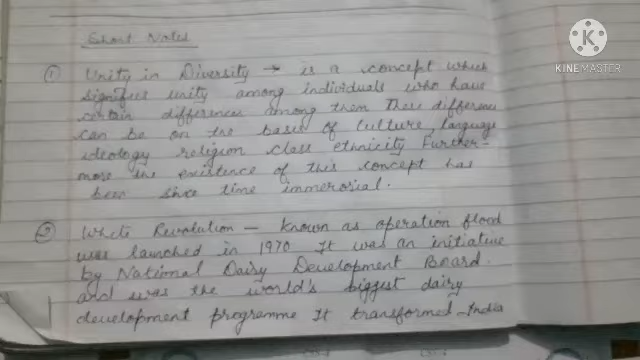 Short Notes
① Unity in Diversity → is a concept which
signifies unity among individuals who have
certain differences among them These differences
can be on the basis of Culture, language
ideology religion class ethnicity Further-
more the existence of this concept has
been since time immemorial.
② White Revolution - Known as operation flood
was launched in 1970 It was an initiative
by National Dairy Development Board.
and was the world's biggest dairy
development programme It transformed India
KINEMASTER